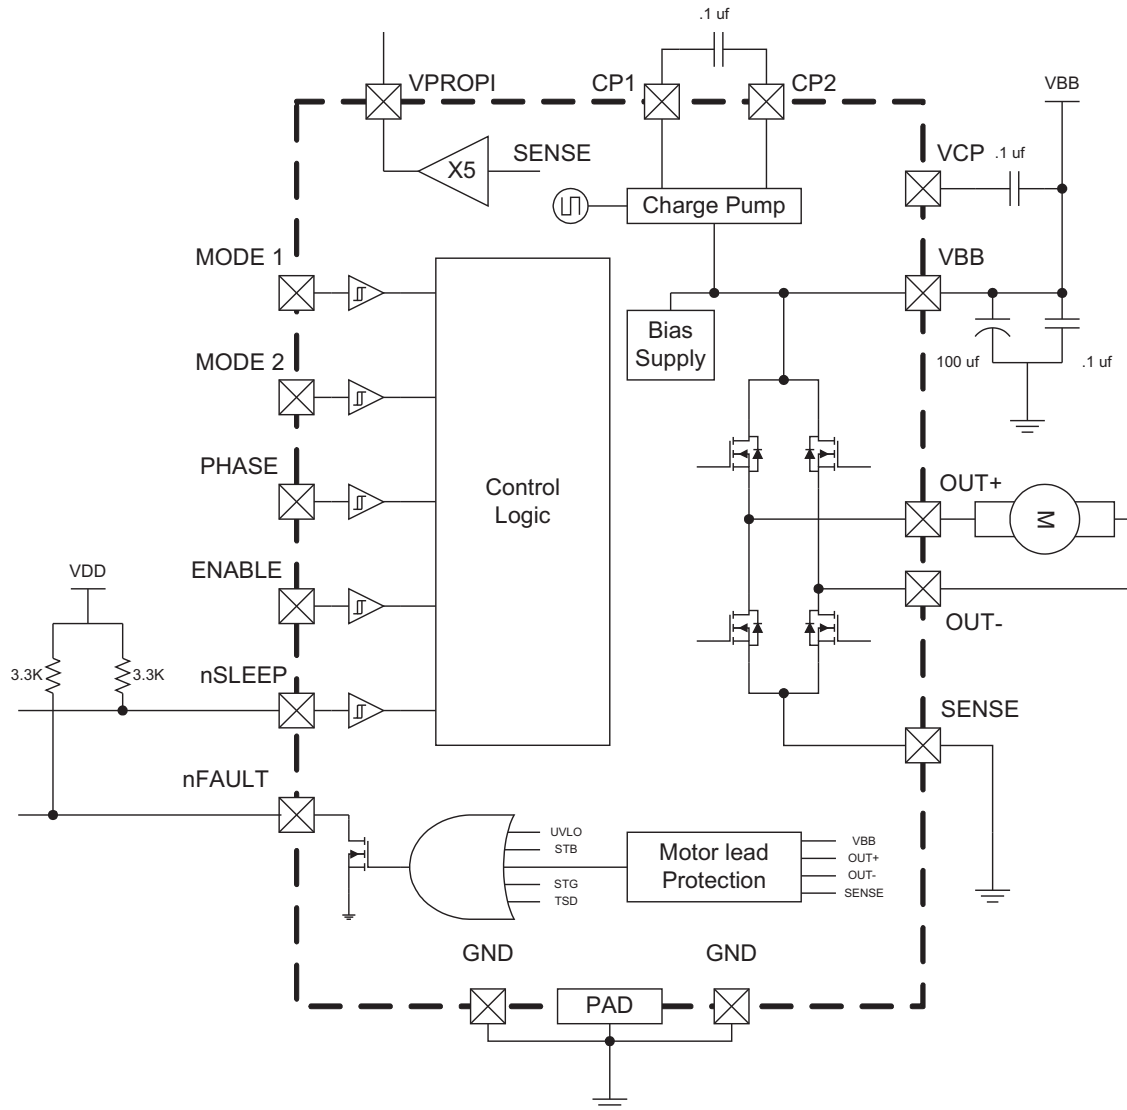 .1 uf
VPROPI
CP1
CP2
VBB
X5
SENSE
VCP
.1 uf
Charge Pump
MODE 1
VBB
Bias
Supply
100 uf
.1 uf
MODE 2
PHASE
Control
Logic
OUT+
M
VDD
ENABLE
OUT-
3.3K
3.3K
nSLEEP
SENSE
nFAULT
UVLO
STB
STG
TSD
Motor lead
Protection
VBB
OUT+
OUT-
SENSE
GND
GND
PAD